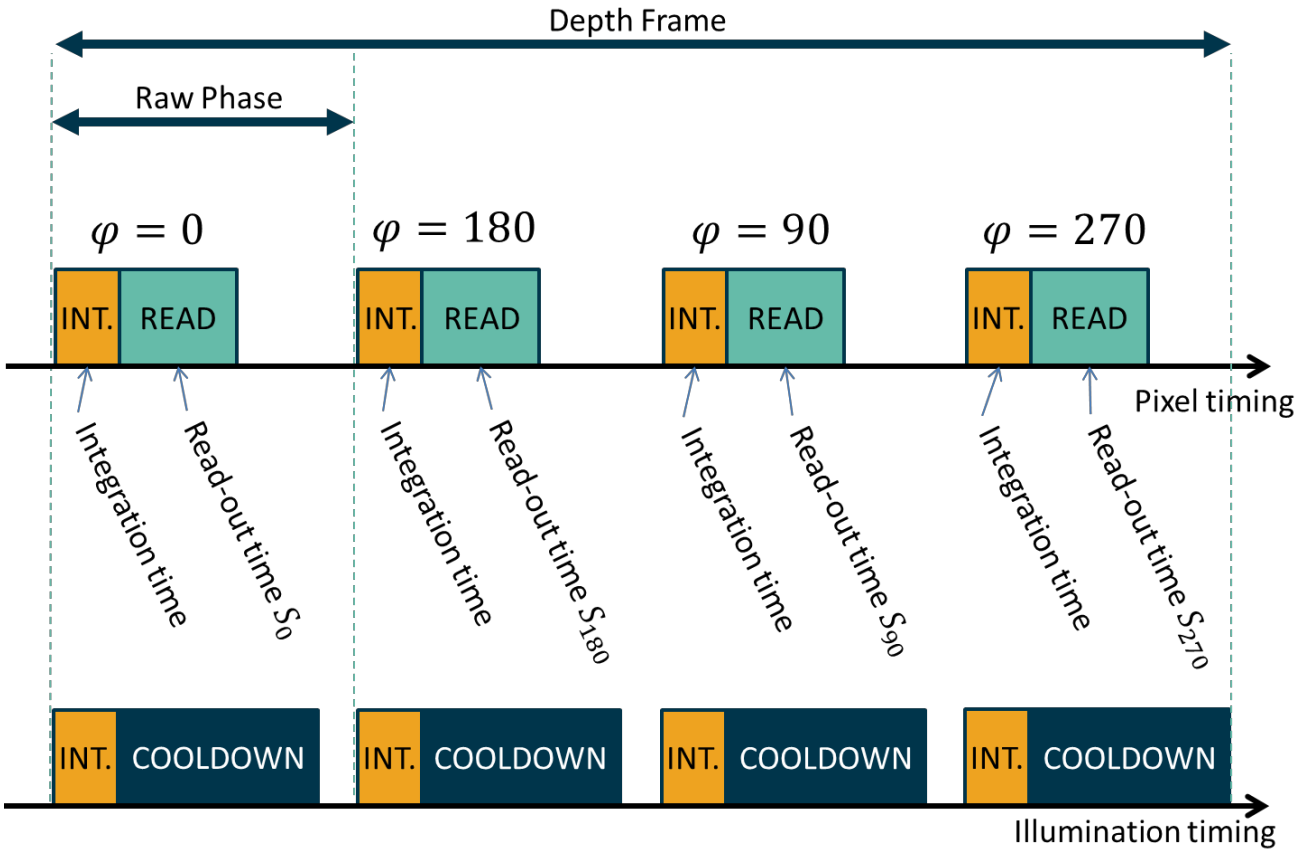 Depth Frame
Raw Phase
φ = 0
φ = 180
φ = 90
φ = 270
INT. READ
INT. READ
INT. READ
INT. READ
Pixel timing
Integration time
Read-out time S₀
Integration time
Read-out time S₁₈₀
Integration time
Read-out time S₉₀
Integration time
Read-out time S₂₇₀
INT. COOLDOWN
INT. COOLDOWN
INT. COOLDOWN
INT. COOLDOWN
Illumination timing